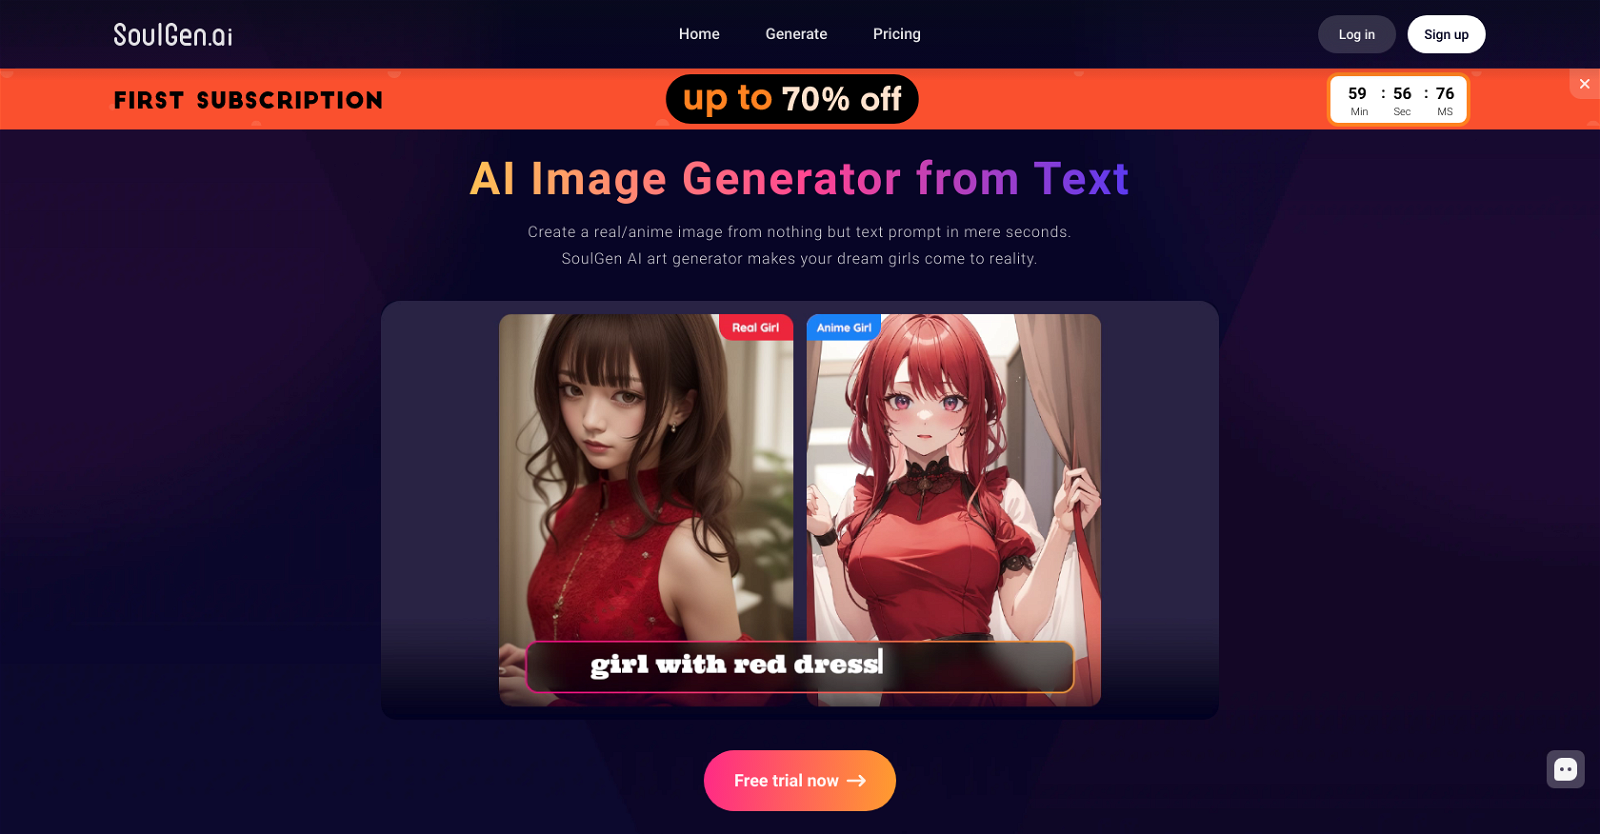 SoulGen.ai
Home Generate Pricing
Log in Sign up
FIRST SUBSCRIPTION
up to 70% off
59 : 56 : 76
Min Sec MS
AI Image Generator from Text
Create a real/anime image from nothing but text prompt in mere seconds.
SoulGen AI art generator makes your dream girls come to reality.
Real Girl
Anime Girl
girl with red dress
Free trial now